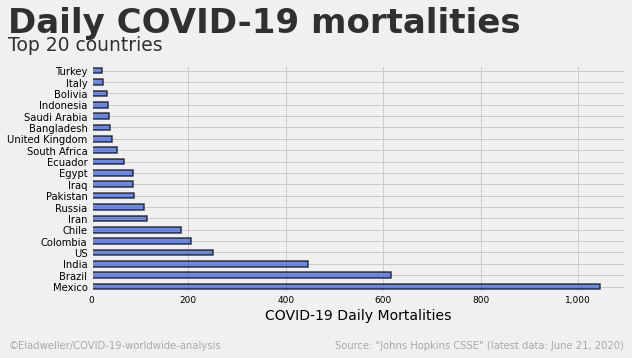 Daily COVID-19 mortalities
Top 20 countries
Turkey
Italy
Bolivia
Indonesia
Saudi Arabia
Bangladesh
United Kingdom
South Africa
Ecuador
Egypt
Iraq
Pakistan
Russia
Iran
Chile
Colombia
US
India
Brazil
Mexico
0 200 400 600 800 1,000
COVID-19 Daily Mortalities
©Eladweller/COVID-19-worldwide-analysis Source: "Johns Hopkins CSSE" (latest data: June 21, 2020)